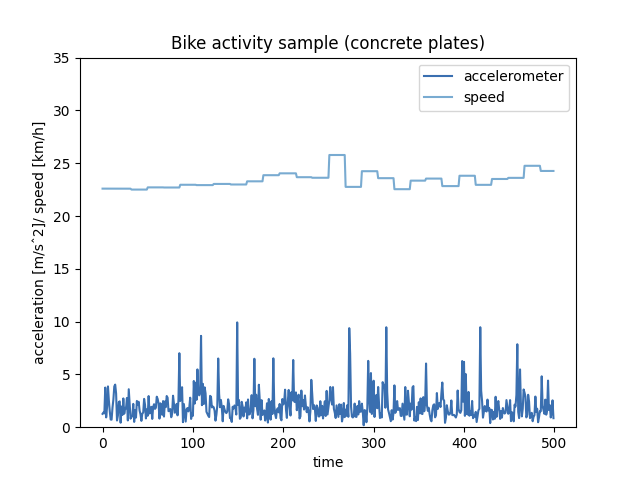 Bike activity sample (concrete plates)
accelerometer
speed
acceleration [m/sˆ2]/ speed [km/h]
35
30
25
20
15
10
5
0
0 100 200 300 400 500
time